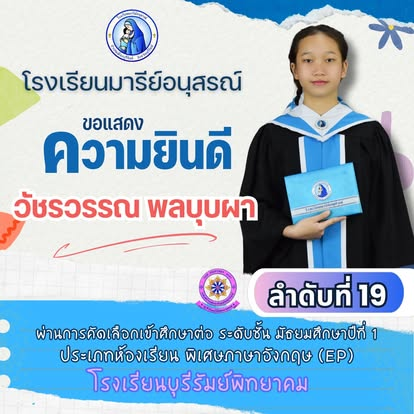 โรงเรียนมารีย์อนุสรณ์
ขอแสดง
ความยินดี
วัชรวรรณ พลบุบผา
ลำดับที่ 19
ผ่านการคัดเลือกเข้าศึกษาต่อ ระดับชั้น มัธยมศึกษาปีที่ 1
ประเภทห้องเรียน พิเศษภาษาอังกฤษ (EP)
โรงเรียนบุรีรัมย์พิทยาคม